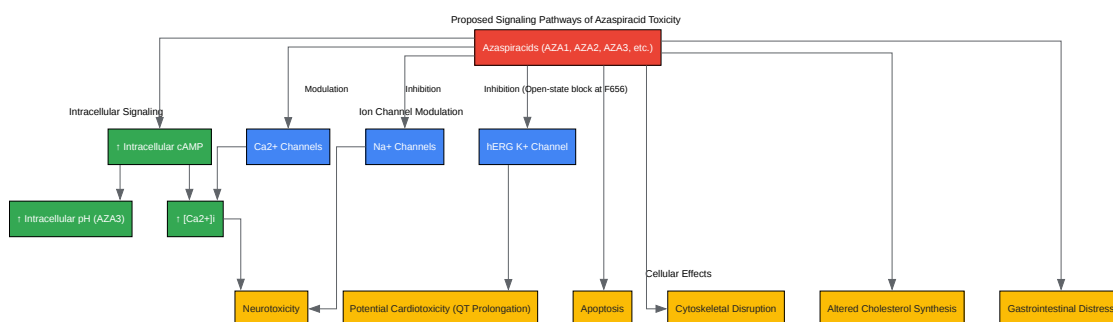 Proposed Signaling Pathways of Azaspiracid Toxicity
Azaspiracids (AZA1, AZA2, AZA3, etc.)
Modulation
Inhibition
Inhibition (Open-state block at F656)
Intracellular Signaling
Ion Channel Modulation
↑ Intracellular cAMP
Ca2+ Channels
Na+ Channels
hERG K+ Channel
↑ Intracellular pH (AZA3)
↑ [Ca2+]i
Cellular Effects
Neurotoxicity
Potential Cardiotoxicity (QT Prolongation)
Apoptosis
Cytoskeletal Disruption
Altered Cholesterol Synthesis
Gastrointestinal Distress